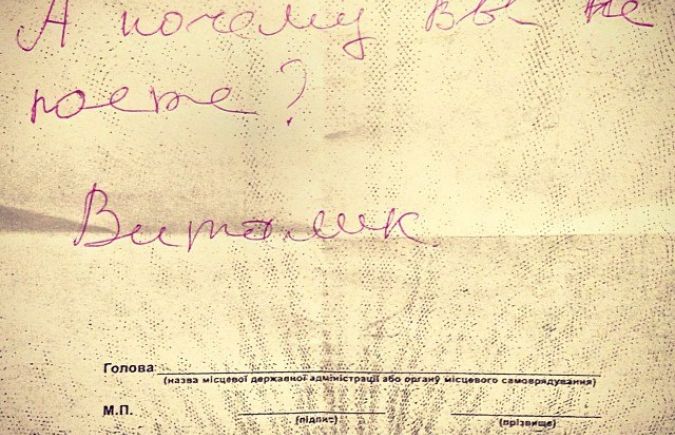 А почему вы не
поете?
Виталик
Голова:
(назва місцевої державної адміністрації або органу місцевого самоврядування)
М.П.
(підпис) (прізвище)